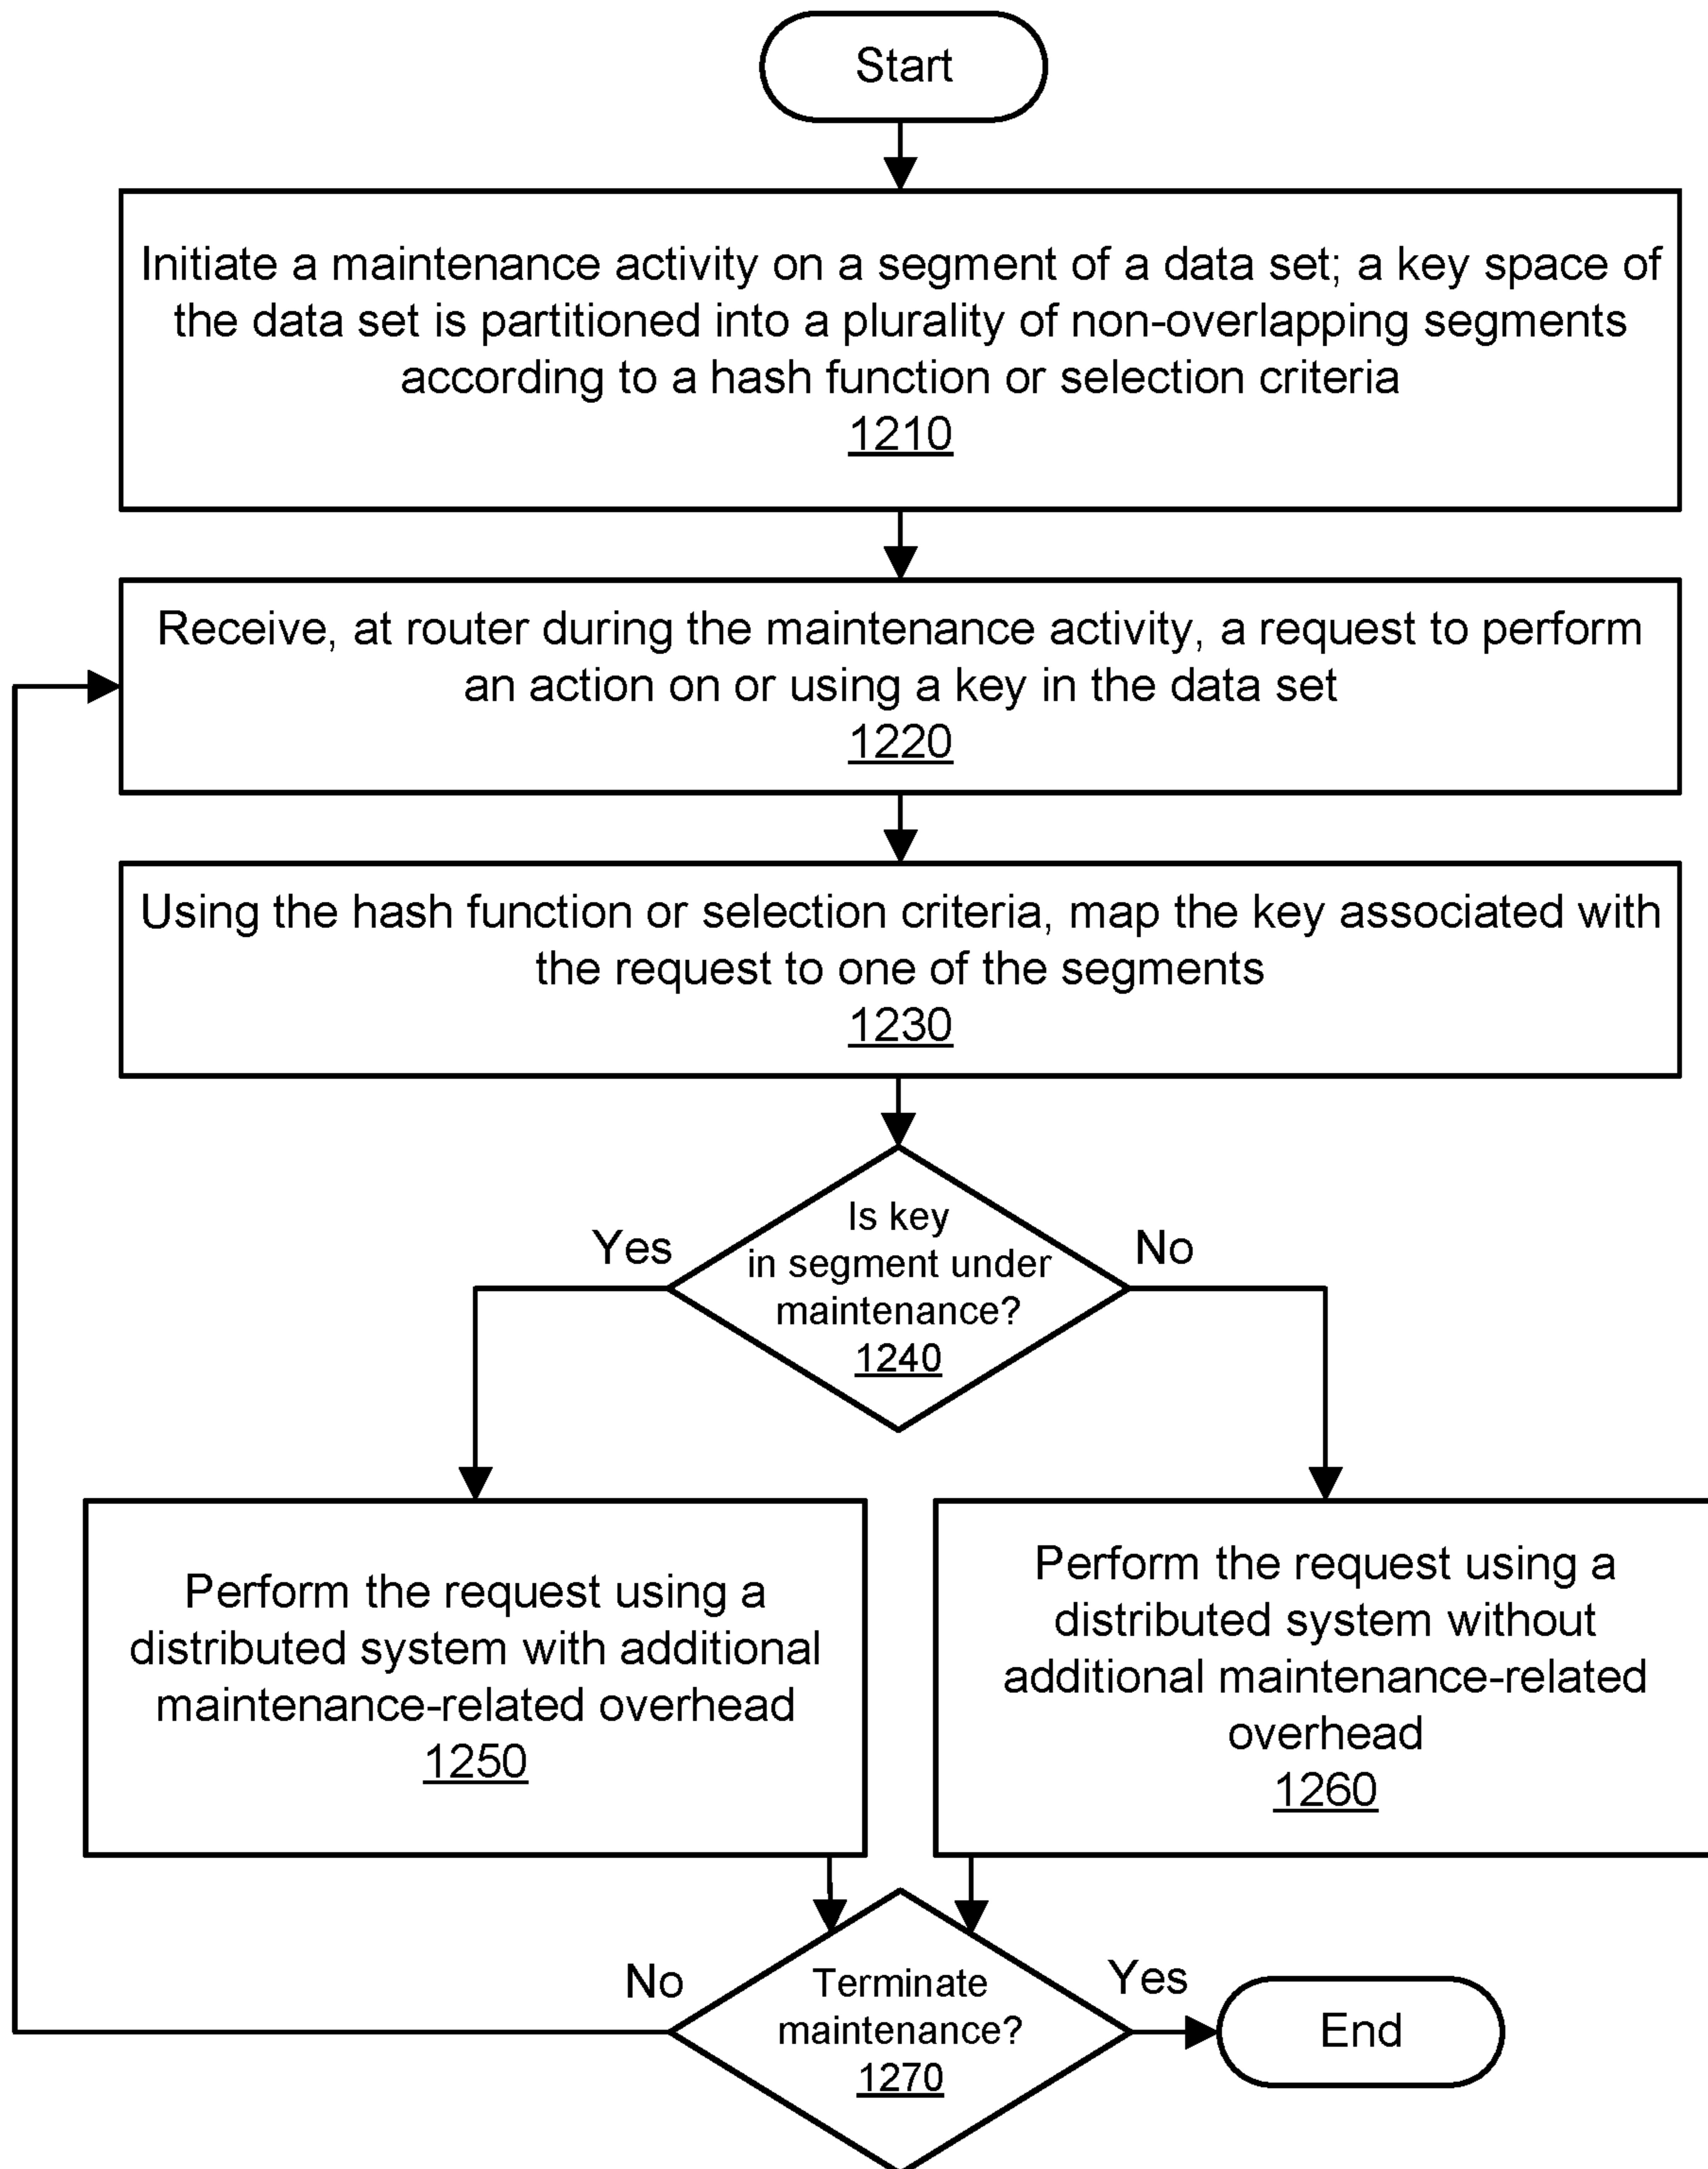 Start
Initiate a maintenance activity on a segment of a data set; a key space of
the data set is partitioned into a plurality of non-overlapping segments
according to a hash function or selection criteria
1210
Receive, at router during the maintenance activity, a request to perform
an action on or using a key in the data set
1220
Using the hash function or selection criteria, map the key associated with
the request to one of the segments
1230
Is key
in segment under
maintenance?
1240
Yes
No
Perform the request using a
distributed system with additional
maintenance-related overhead
1250
Perform the request using a
distributed system without
additional maintenance-related
overhead
1260
Terminate
maintenance?
1270
No
Yes
End